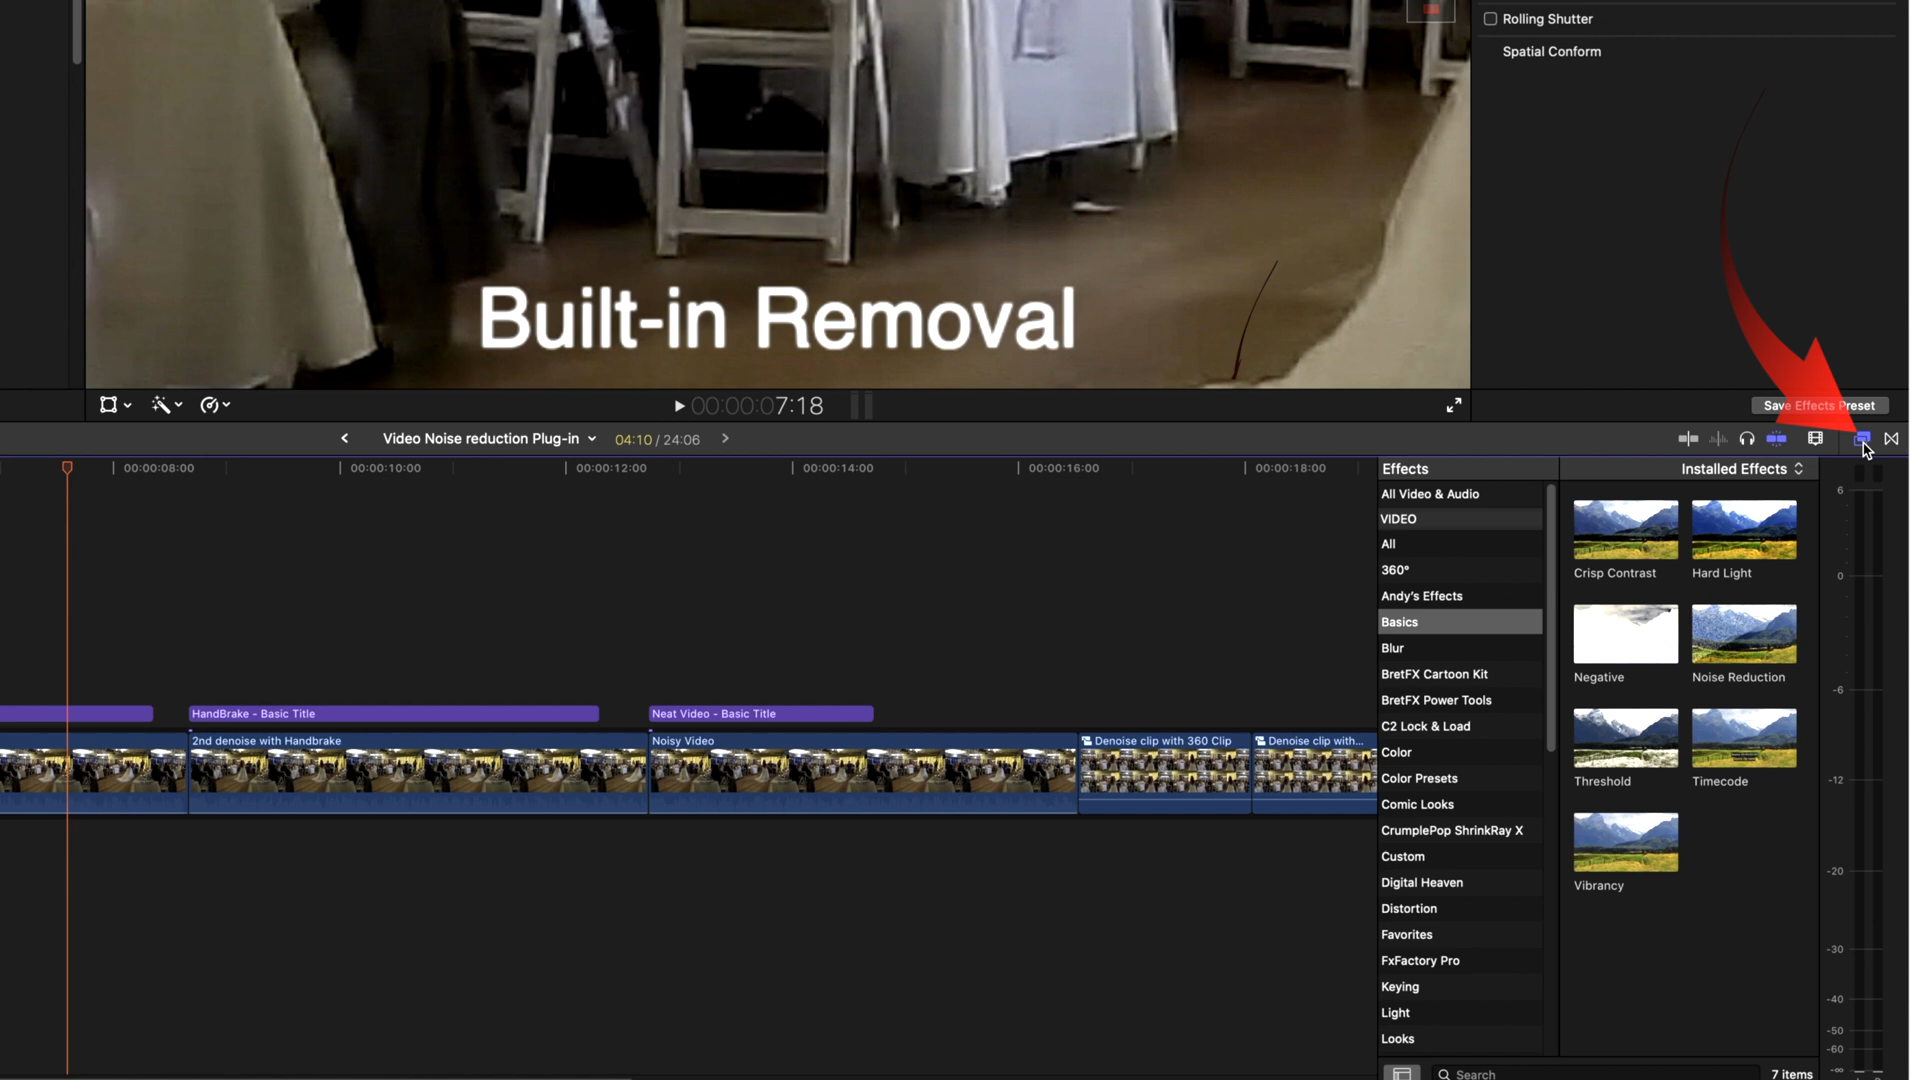 Rolling Shutter
Spatial Conform
Built-in Removal
00:00:07:18
Save Effects Preset
Video Noise reduction Plug-in
04:10 / 24:06
00:00:08:00
00:00:10:00
00:00:12:00
00:00:14:00
00:00:16:00
00:00:18:00
HandBrake - Basic Title
Neat Video - Basic Title
2nd denoise with Handbrake
Noisy Video
Denoise clip with 360 Clip
Denoise clip with...
Effects
Installed Effects
All Video & Audio
VIDEO
All
360°
Andy's Effects
Basics
Blur
BretFX Cartoon Kit
BretFX Power Tools
C2 Lock & Load
Color
Color Presets
Comic Looks
CrumplePop ShrinkRay X
Custom
Digital Heaven
Distortion
Favorites
FxFactory Pro
Keying
Light
Looks
Crisp Contrast
Hard Light
Negative
Noise Reduction
Threshold
Timecode
Vibrancy
Search
7 items
6
0
-6
-12
-20
-30
-40
-50
-60
-∞